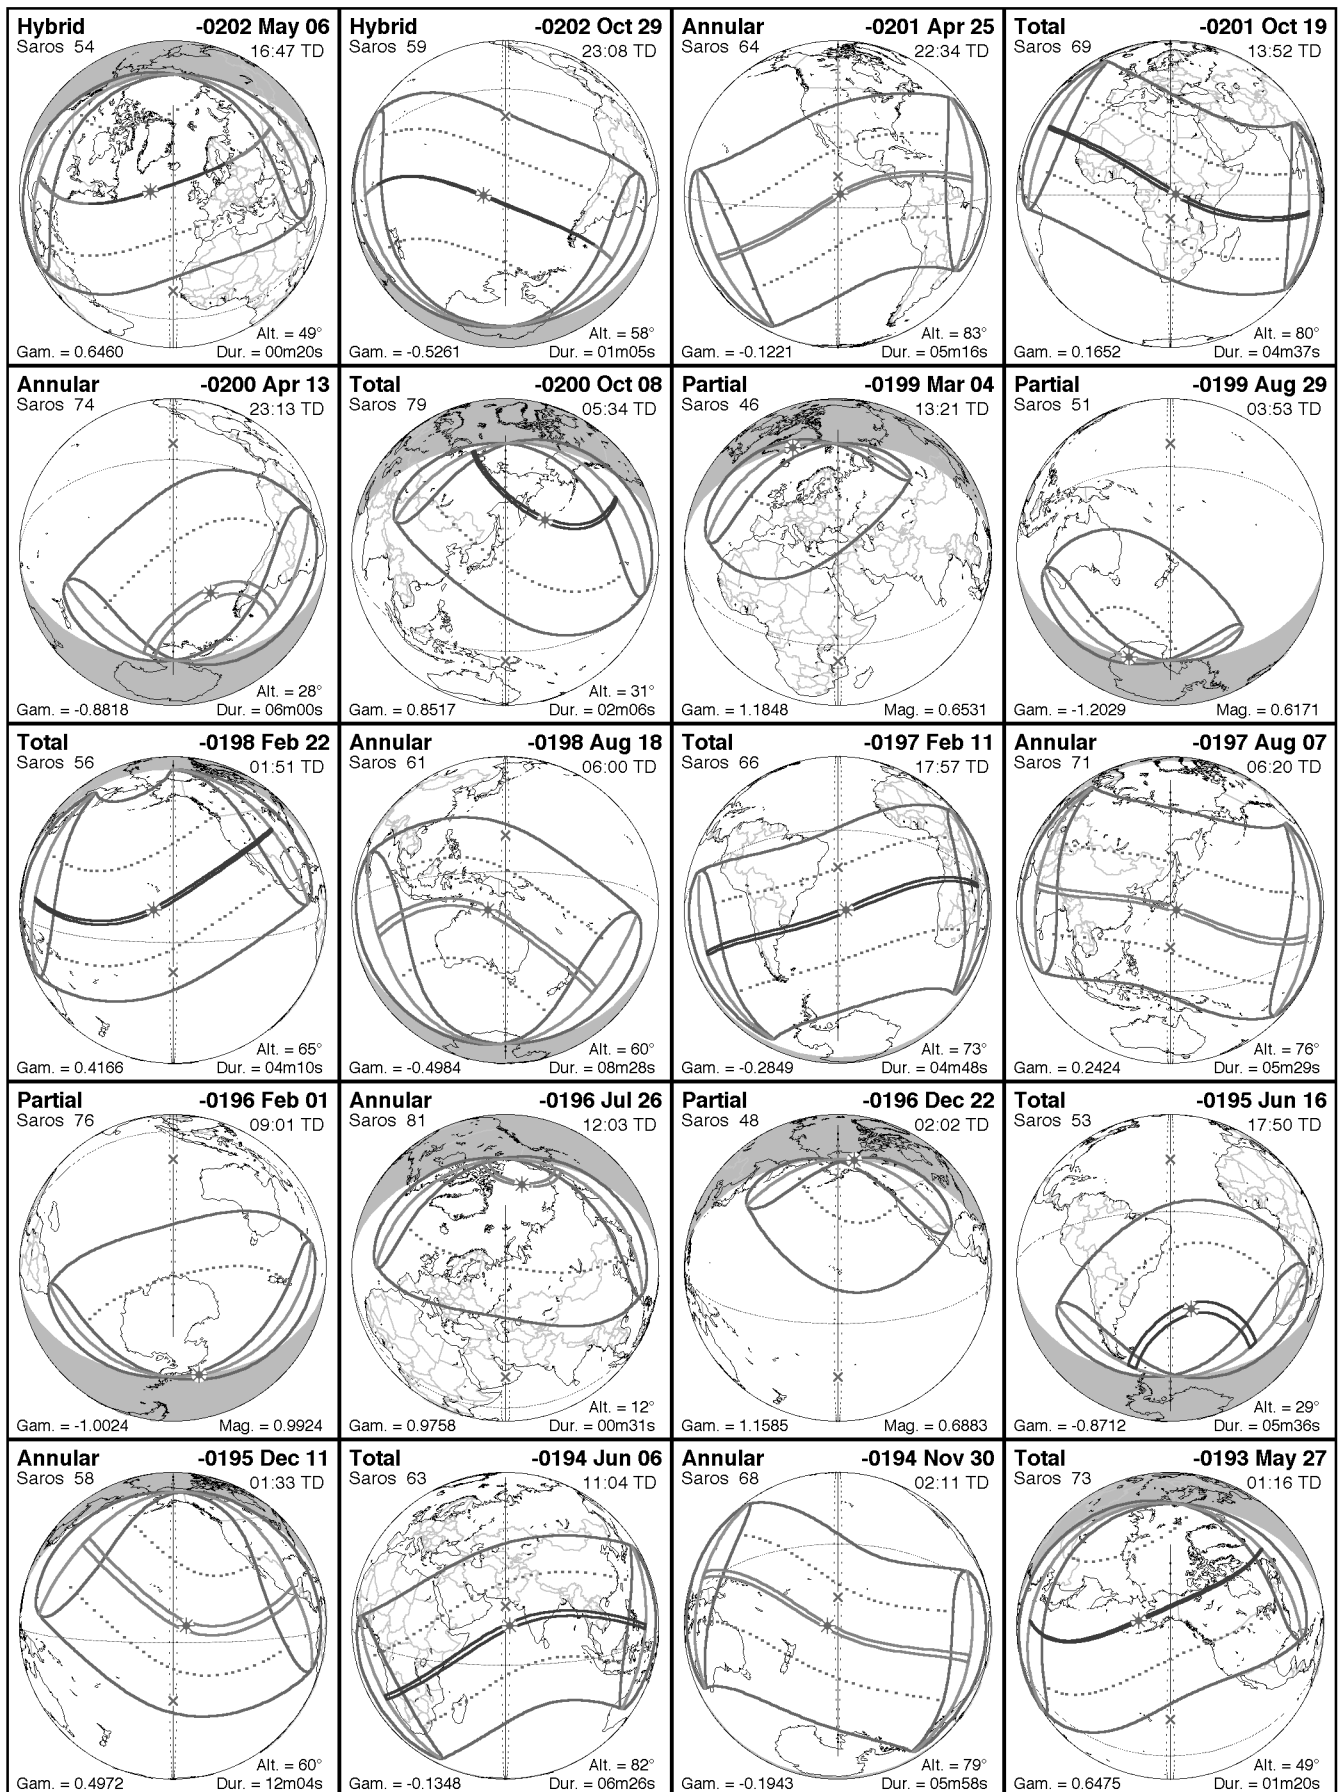 Hybrid -0202 May 06
Saros 54 16:47 TD
Alt. = 49°
Gam. = 0.6460 Dur. = 00m20s
Hybrid -0202 Oct 29
Saros 59 23:08 TD
Alt. = 58°
Gam. = -0.5261 Dur. = 01m05s
Annular -0201 Apr 25
Saros 64 22:34 TD
Alt. = 83°
Gam. = -0.1221 Dur. = 05m16s
Total -0201 Oct 19
Saros 69 13:52 TD
Alt. = 80°
Gam. = 0.1652 Dur. = 04m37s
Annular -0200 Apr 13
Saros 74 23:13 TD
Alt. = 28°
Gam. = -0.8818 Dur. = 06m00s
Total -0200 Oct 08
Saros 79 05:34 TD
Alt. = 31°
Gam. = 0.8517 Dur. = 02m06s
Partial -0199 Mar 04
Saros 46 13:21 TD
Gam. = 1.1848 Mag. = 0.6531
Partial -0199 Aug 29
Saros 51 03:53 TD
Gam. = -1.2029 Mag. = 0.6171
Total -0198 Feb 22
Saros 56 01:51 TD
Alt. = 65°
Gam. = 0.4166 Dur. = 04m10s
Annular -0198 Aug 18
Saros 61 06:00 TD
Alt. = 60°
Gam. = -0.4984 Dur. = 08m28s
Total -0197 Feb 11
Saros 66 17:57 TD
Alt. = 73°
Gam. = -0.2849 Dur. = 04m48s
Annular -0197 Aug 07
Saros 71 06:20 TD
Alt. = 76°
Gam. = 0.2424 Dur. = 05m29s
Partial -0196 Feb 01
Saros 76 09:01 TD
Gam. = -1.0024 Mag. = 0.9924
Annular -0196 Jul 26
Saros 81 12:03 TD
Alt. = 12°
Gam. = 0.9758 Dur. = 00m31s
Partial -0196 Dec 22
Saros 48 02:02 TD
Gam. = 1.1585 Mag. = 0.6883
Total -0195 Jun 16
Saros 53 17:50 TD
Alt. = 29°
Gam. = -0.8712 Dur. = 05m36s
Annular -0195 Dec 11
Saros 58 01:33 TD
Alt. = 60°
Gam. = 0.4972 Dur. = 12m04s
Total -0194 Jun 06
Saros 63 11:04 TD
Alt. = 82°
Gam. = -0.1348 Dur. = 06m26s
Annular -0194 Nov 30
Saros 68 02:11 TD
Alt. = 79°
Gam. = -0.1943 Dur. = 05m58s
Total -0193 May 27
Saros 73 01:16 TD
Alt. = 49°
Gam. = 0.6475 Dur. = 01m20s